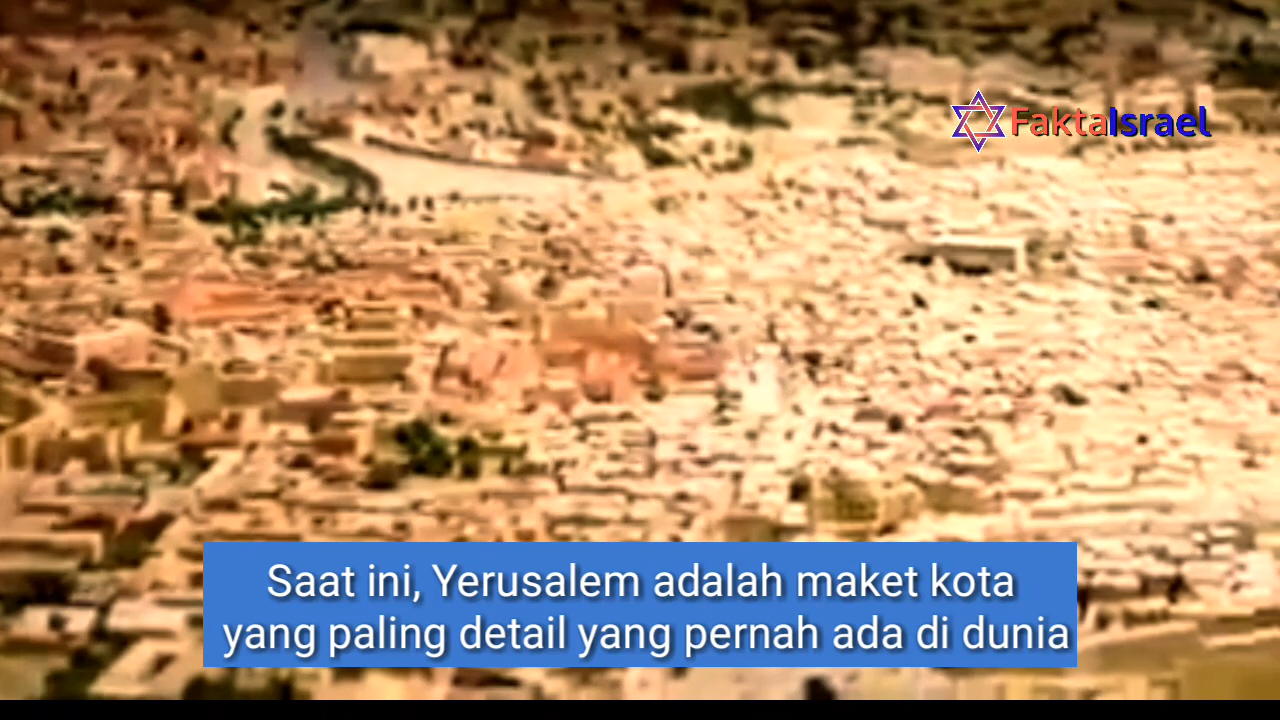 FaktaIsrael
Saat ini, Yerusalem adalah maket kota
yang paling detail yang pernah ada di dunia